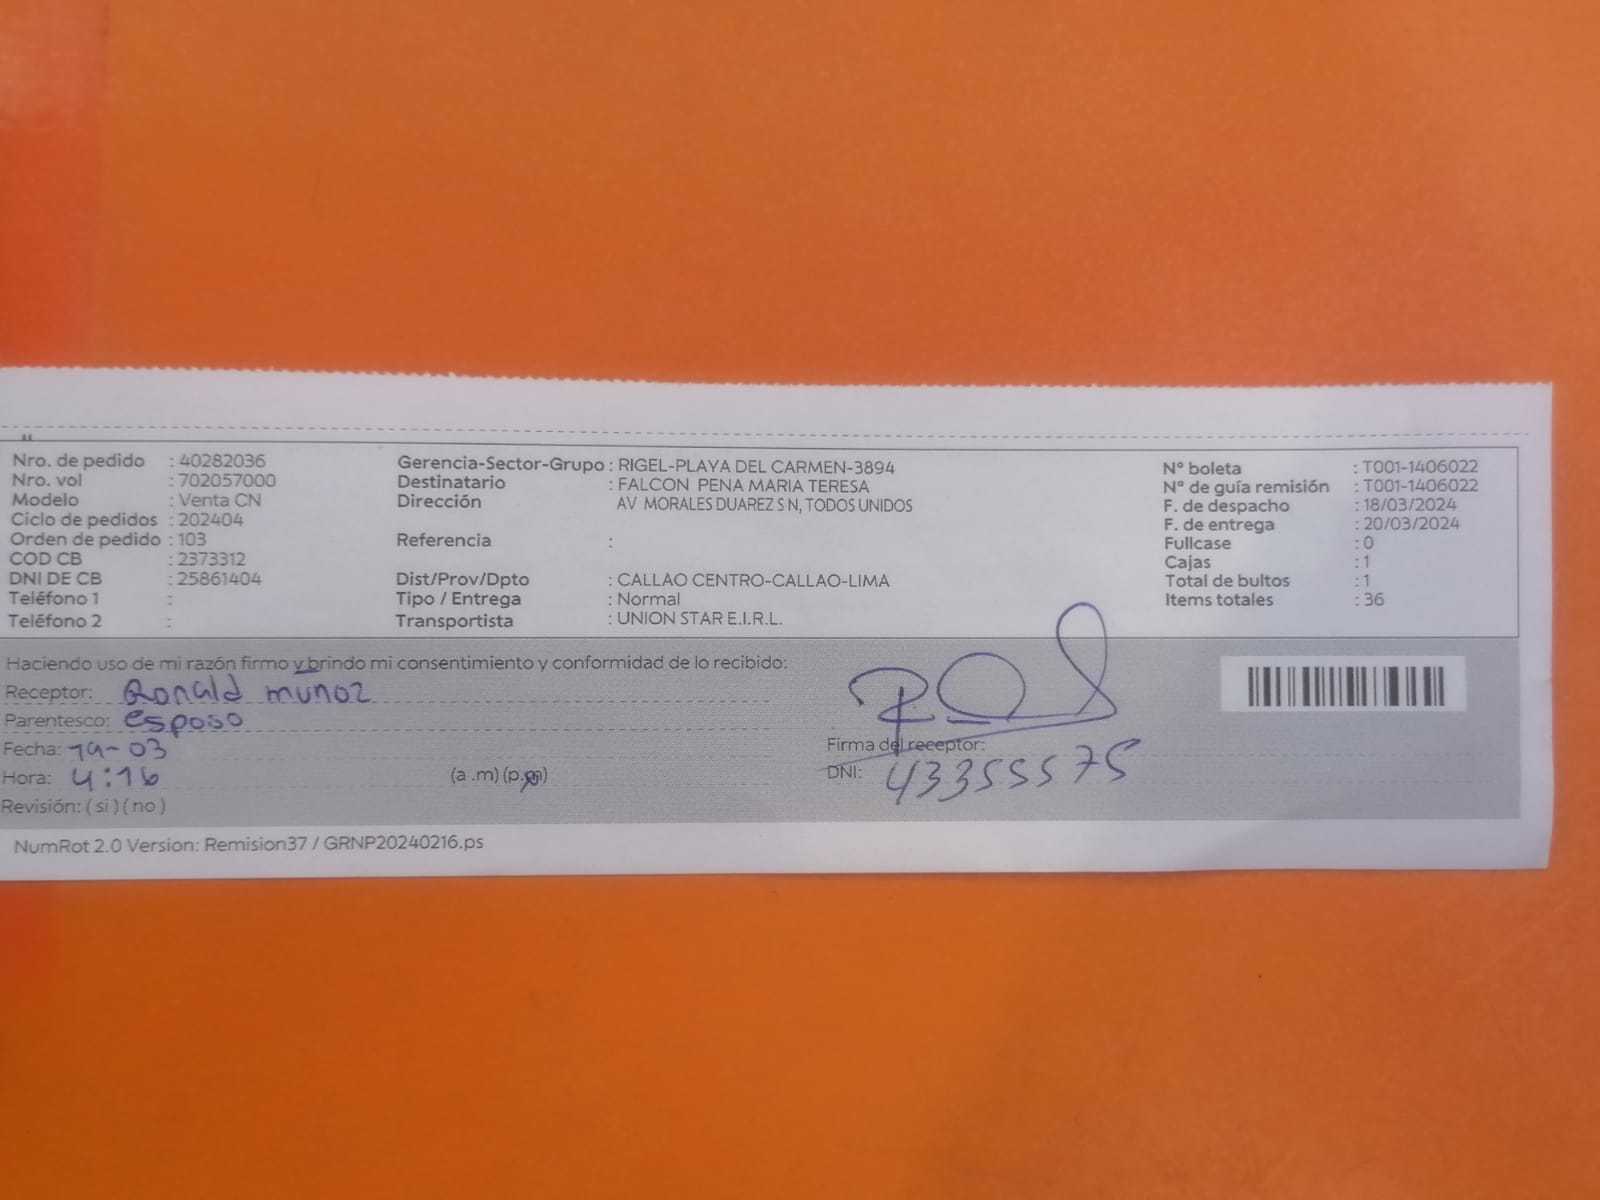 Nro. de pedido : 40282036
Nro. vol : 702057000
Modelo : Venta CN
Ciclo de pedidos : 202404
Orden de pedido : 103
COD CB : 2373312
DNI DE CB : 25861404
Teléfono 1 :
Teléfono 2 :
Gerencia-Sector-Grupo : RIGEL-PLAYA DEL CARMEN-3894
Destinatario : FALCON PENA MARIA TERESA
Dirección AV MORALES DUAREZ S N, TODOS UNIDOS
Referencia :
Dist/Prov/Dpto : CALLAO CENTRO-CALLAO-LIMA
Tipo / Entrega : Normal
Transportista : UNION STAR E.I.R.L.
N° boleta : T001-1406022
N° de guía remisión : T001-1406022
F. de despacho : 18/03/2024
F. de entrega : 20/03/2024
Fullcase : 0
Cajas : 1
Total de bultos : 1
Items totales : 36
Haciendo uso de mi razón firmo y brindo mi consentimiento y conformidad de lo recibido:
Receptor: Ronald muñoz
Parentesco: esposo
Fecha: 19-03
Hora: 4:16 (a .m) (p.m)
Revisión: ( si ) ( no )
Firma del receptor:
DNI: 43355575
NumRot 2.0 Version: Remision37 / GRNP20240216.ps